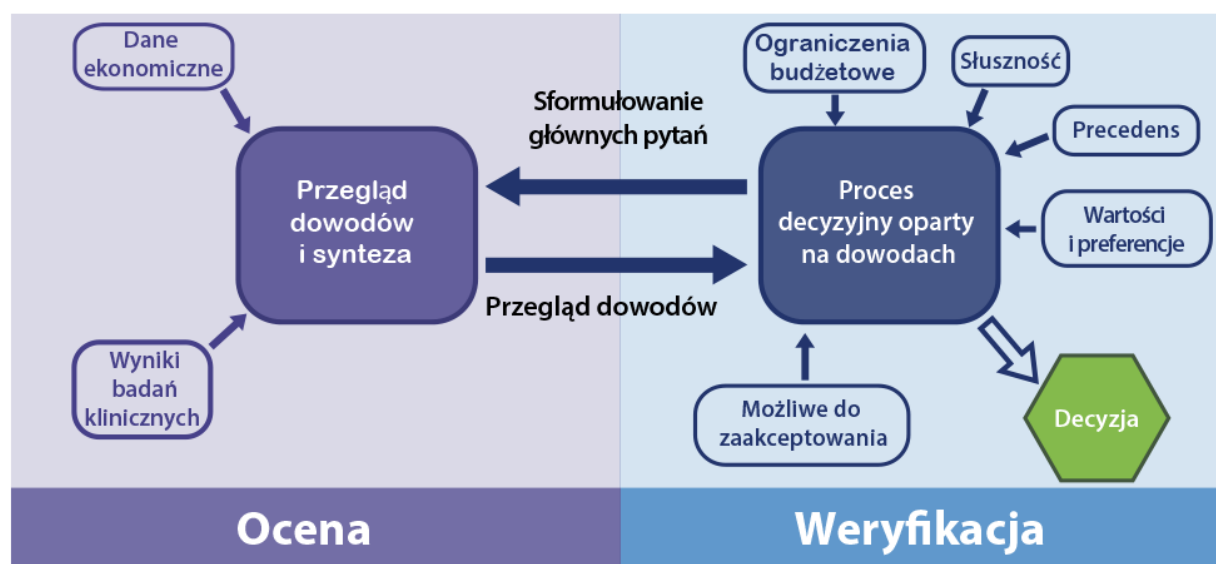 Dane
ekonomiczne
Przegląd
dowodów
i synteza
Wyniki
badań
klinicznych
Sformułowanie
głównych pytań
Przegląd dowodów
Ograniczenia
budżetowe
Słuszność
Precedens
Proces
decyzyjny oparty
na dowodach
Wartości
i preferencje
Możliwe do
zaakceptowania
Decyzja
Ocena
Weryfikacja